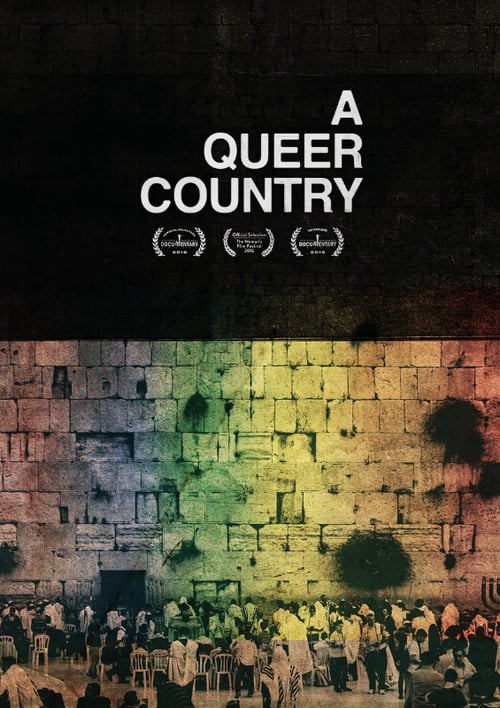 A
QUEER
COUNTRY
DOCUMENTARY
Official Selection
The Women's
Film Festival
DOCUMENTARY